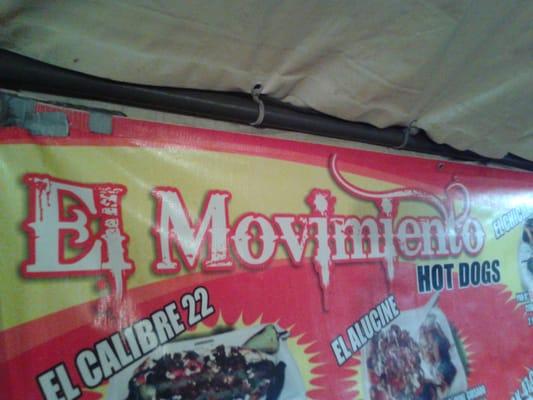 El Movimiento
HOT DOGS
EL CALIBRE 22
EL ALUCINE